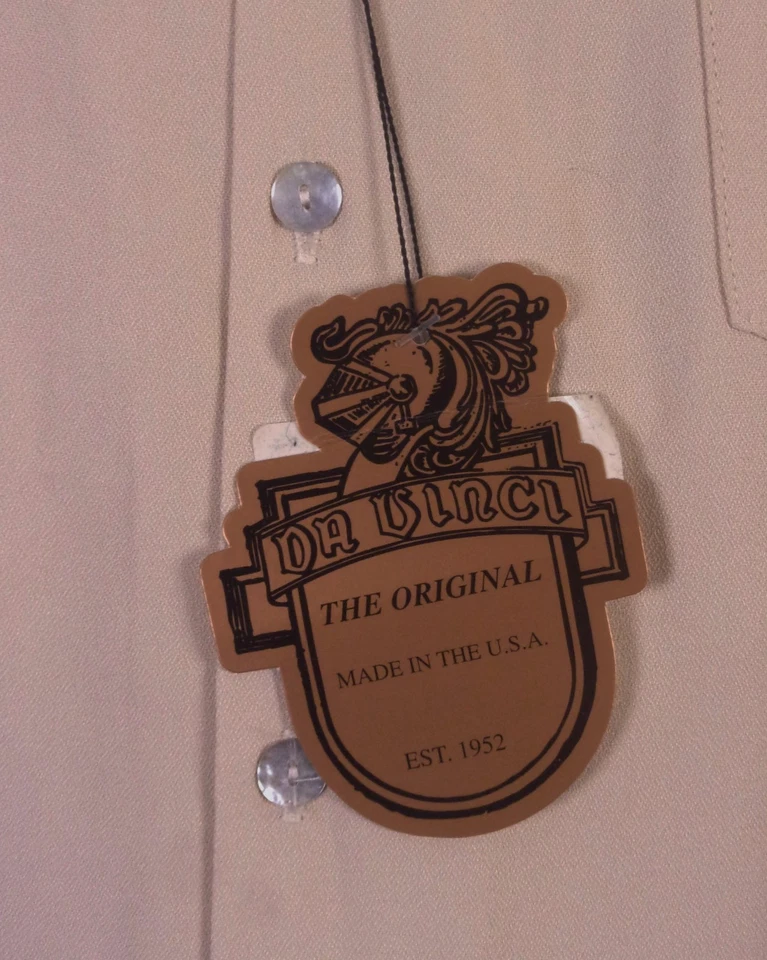 DA VINCI
THE ORIGINAL
MADE IN THE U.S.A.
EST. 1952